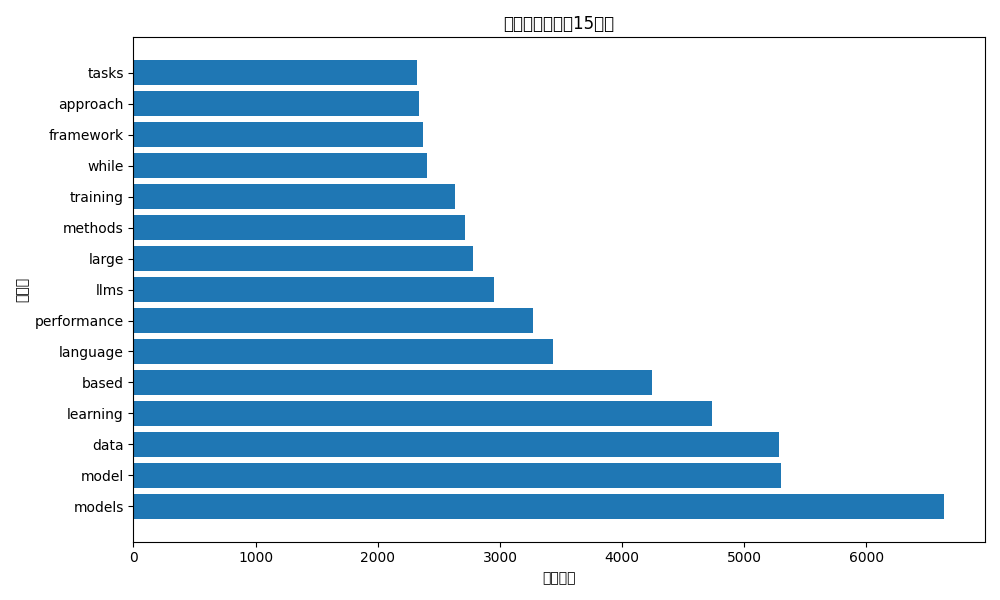 15
tasks
approach
framework
while
training
methods
large
llms
performance
language
based
learning
data
model
models
0 1000 2000 3000 4000 5000 6000